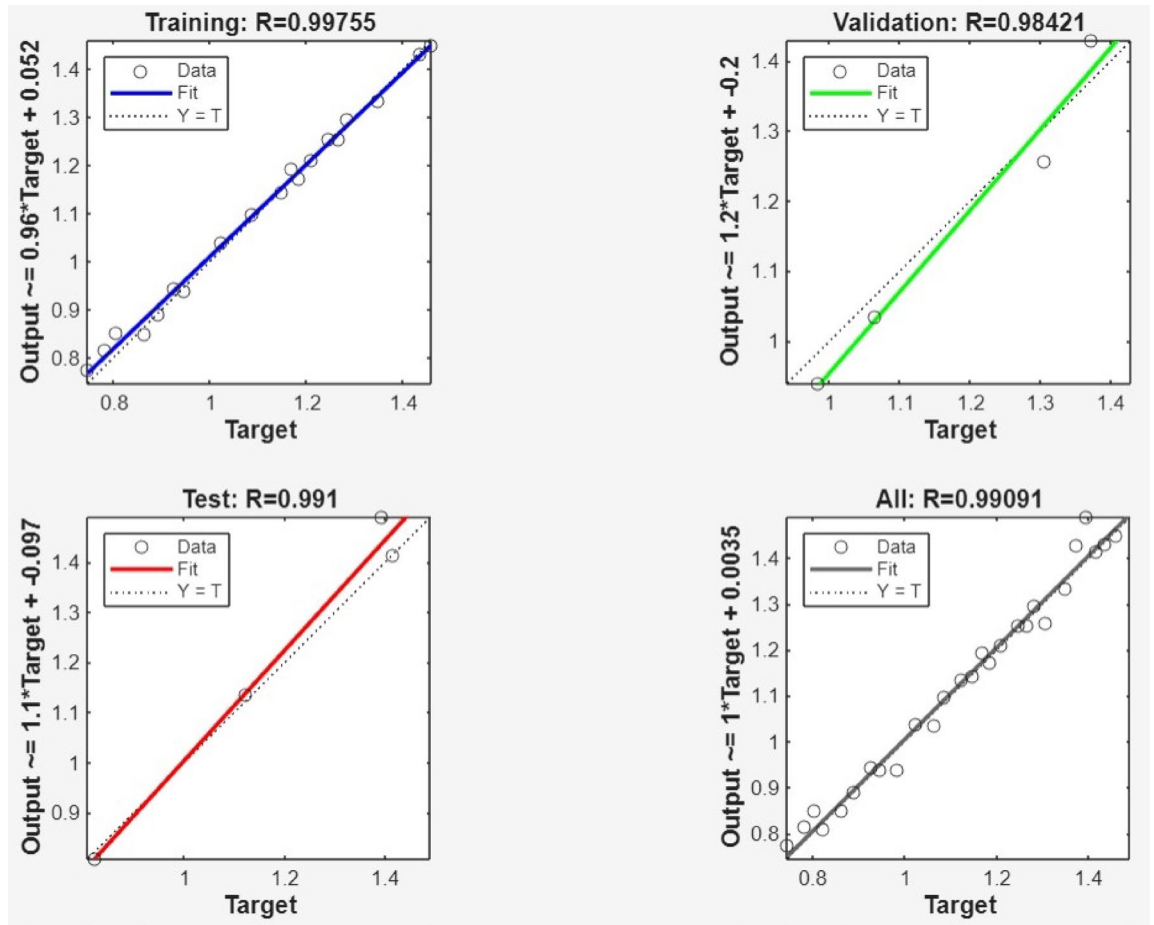 Training: R=0.99755
Output ~= 0.96*Target + 0.052
Data
Fit
Y = T
1.4
1.3
1.2
1.1
1
0.9
0.8
0.8 1 1.2 1.4
Target
Validation: R=0.98421
Output ~= 1.2*Target + -0.2
Data
Fit
Y = T
1.4
1.3
1.2
1.1
1
1 1.1 1.2 1.3 1.4
Target
Test: R=0.991
Output ~= 1.1*Target + -0.097
Data
Fit
Y = T
1.4
1.3
1.2
1.1
1
0.9
1 1.2 1.4
Target
All: R=0.99091
Output ~= 1*Target + 0.0035
Data
Fit
Y = T
1.4
1.3
1.2
1.1
1
0.9
0.8
0.8 1 1.2 1.4
Target